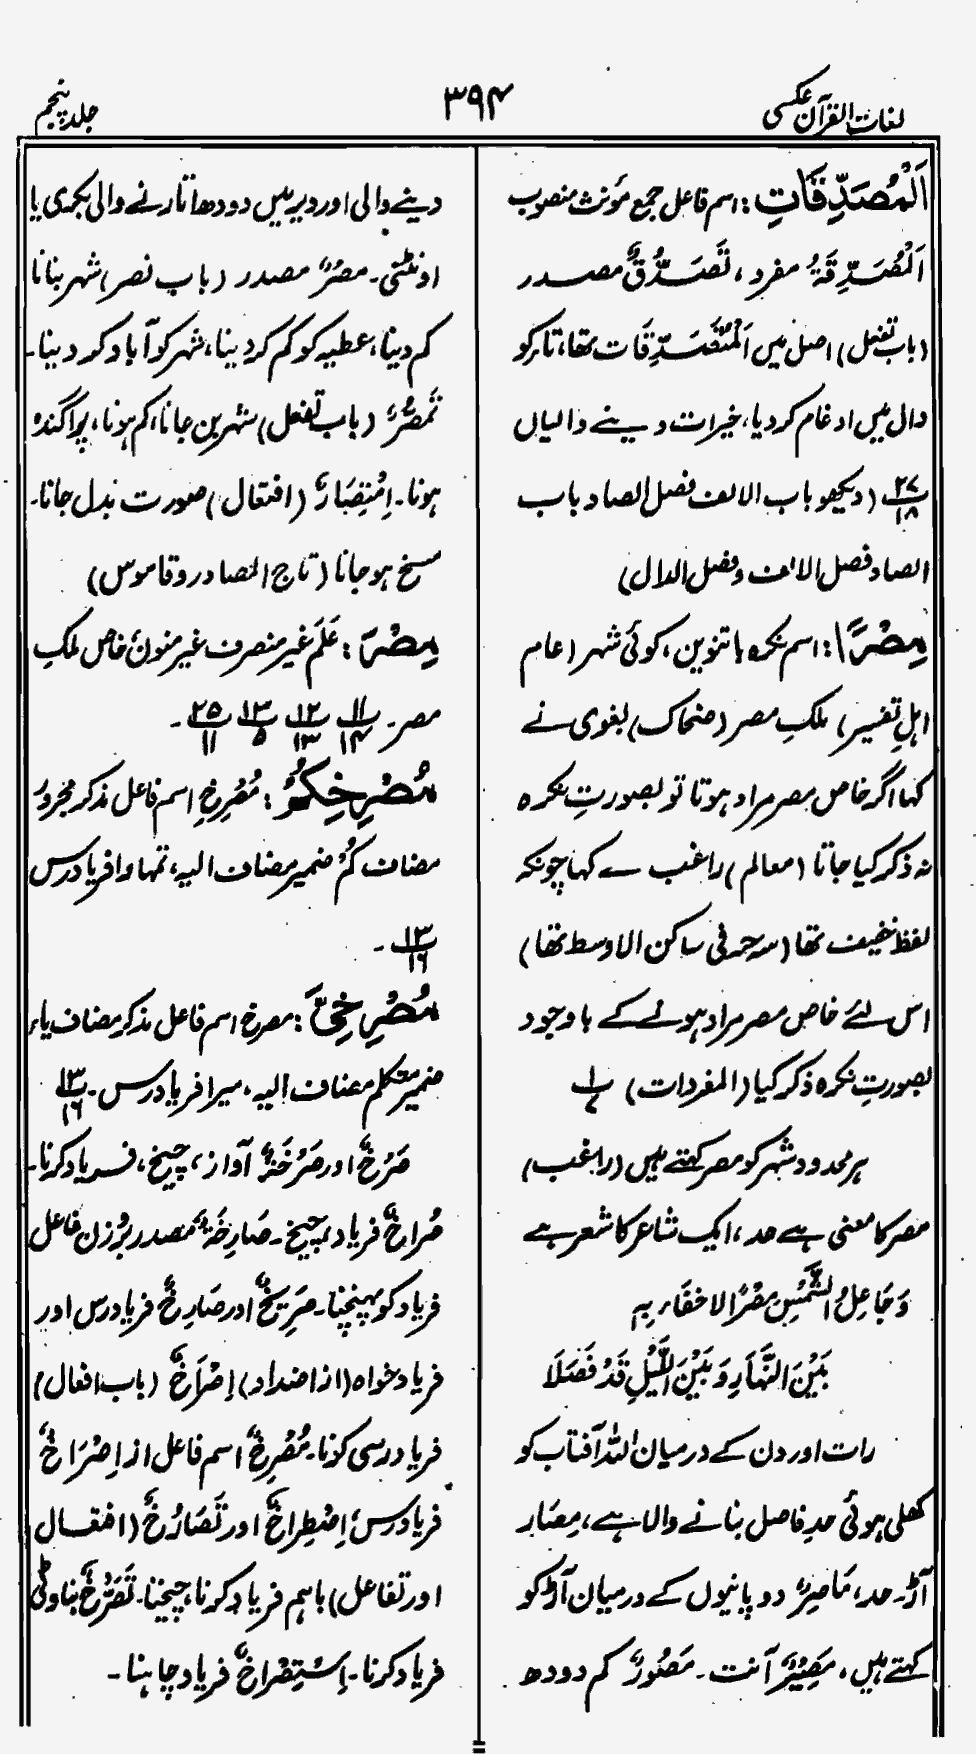 لغات القرآن عکسی
۳۹۴
جلد پنجم
اَلْمُصَدِّقَاتِ: اسم فاعل جمع مؤنث منصوب
اَلْمُصَدِّقَةُ مفرد، تَصَدُّقٌ مصدر
(باب تفعل) اصل میں اَلْمُتَصَدِّقَات تھا، تار کو
دال میں ادغام کر دیا، خیرات دینے والیاں
۲۷/۱۸ (دیکھو باب الالف فصل الصاد باب
الصاد فصل الالف و فصل الدال)
مِصْرًا: اسم نکرہ باتنوین، کوئی شہر (عام
اہلِ تفسیر) ملکِ مصر (ضحاک) بغوی نے
کہا اگر خاص مصر مراد ہوتا تو بصورتِ نکرہ
نہ ذکر کیا جاتا (معالم) راغب نے کہا چونکہ
لفظ خفیف تھا (سہ حرفی ساکن الاوسط تھا)
اس لئے خاص مصر مراد ہونے کے باوجود
بصورتِ نکرہ ذکر کیا (المفردات) ۱/۷
ہر محدود شہر کو مصر کہتے ہیں (راغب)
مصر کا معنی ہے حد، ایک شاعر کا شعر ہے
وَجَاعِلُ الشَّمْسِ مِصْرًا لاخفَاء بِہٖ
بَیْنَ النَّهَارِ وَبَیْنَ اللَّیْلِ قَدْ فَصَلَا
رات اور دن کے درمیان اللہ آفتاب کو
کھلی ہوئی حدِ فاصل بنانے والا ہے، مِصَار
آڑ۔ حد، مَاصِرٌ دو پانیوں کے درمیان آڑ کو
کہتے ہیں، مَصِیْرٌ آنت۔ مَصُورٌ کم دودھ
دینے والی اور دیر میں دودھ اتارنے والی بکری یا
اونٹنی۔ مصرٌ مصدر (باب نصر) شہر بنانا
کم دینا، عطیہ کو کم کر دینا، شہر کو آباد کر دینا۔
تَمَصُّرٌ (باب تفعل) شہر بن جانا، کم ہونا، پراگندہ
ہونا۔ اِمْتِصَارٌ (افتعال) صورت بدل جانا۔
مسخ ہو جانا (تاج المصادر و قاموس)
مِصْرَ: عَلَم غیر منصرف غیر منون خاص ملکِ
مصر۔ ۱۱/۱۴ ۱۲/۱۳ ۱۳/۵ ۲۵/۱۱۔
مُصْرِخِكُمْ: مُصْرِخِ اسم فاعل مذکر مجرور
مضاف كُمْ ضمیر مضاف الیہ، تمہارا فریاد رس
۱۳/۱۶۔
مُصْرِخِیَّ: مصرخ اسم فاعل مذکر مضاف یاء
ضمیر متکلم مضاف الیہ، میرا فریاد رس۔ ۱۳/۱۶
صَرْخٌ اور صَرْخَةٌ آواز، چیخ، فریاد کرنا۔
صُراخٌ فریاد، چیخ۔ صَارِخَةٌ مصدر بروزن فاعل
فریاد کو پہنچنا۔ صَرِیْخٌ اور صَارِخٌ فریاد رس اور
فریاد خواہ (از اضداد) اِصْرَاخٌ (باب افعال)
فریاد رسی کرنا۔ مُصْرِخٌ اسم فاعل از اِصْرَاخٌ
فریاد رس، اِصْطِراخٌ اور تَصَارُخٌ (افتعال
اور تفاعل) باہم فریاد کرنا، چیخنا۔ تَصَرُّخٌ بناوٹی
فریاد کرنا۔ اِسْتِصْراخٌ فریاد چاہنا۔